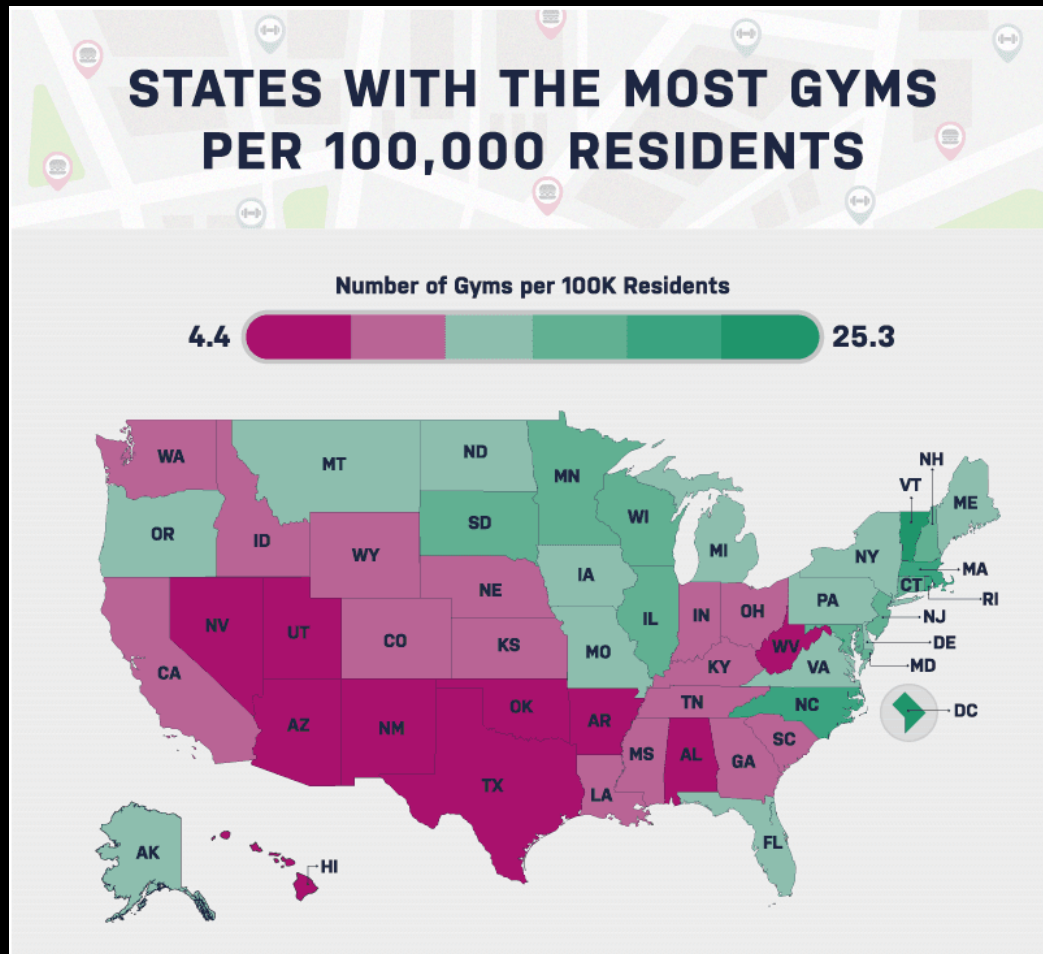 STATES WITH THE MOST GYMS
PER 100,000 RESIDENTS
Number of Gyms per 100K Residents
4.4
25.3
WA
MT
ND
MN
OR
ID
WY
SD
WI
MI
NY
VT
NH
ME
MA
RI
CT
NJ
DE
MD
DC
NV
UT
CO
NE
KS
IA
MO
IL
IN
OH
PA
WV
VA
KY
NC
TN
SC
CA
AZ
NM
OK
AR
TX
LA
MS
AL
GA
FL
AK
HI